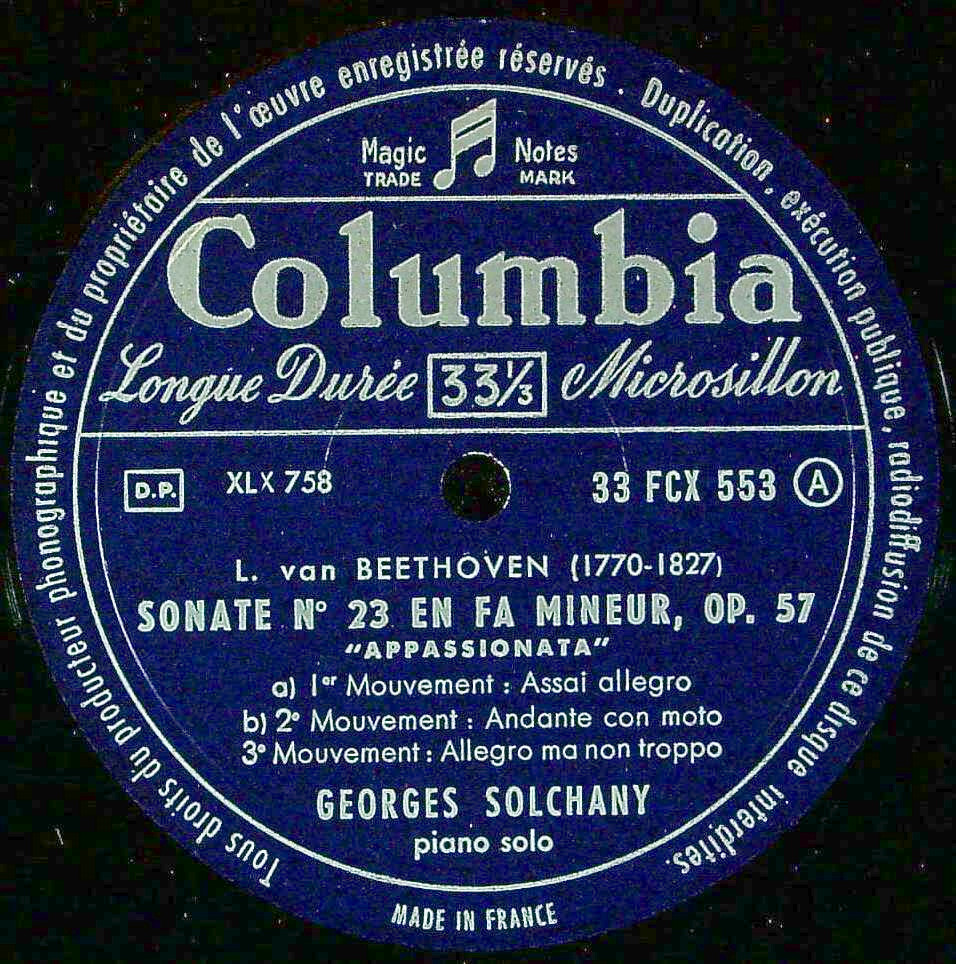 Tous droits du producteur phonographique et du propriétaire de l'œuvre enregistrée réservés. Duplication, exécution publique, radiodiffusion de ce disque interdites.
Magic Notes
TRADE MARK
Columbia
Longue Durée 33⅓ Microsillon
D.P. XLX 758 33 FCX 553 A
L. van BEETHOVEN (1770-1827)
SONATE N° 23 EN FA MINEUR, OP. 57
"APPASSIONATA"
a) 1er Mouvement : Assai allegro
b) 2e Mouvement : Andante con moto
3e Mouvement : Allegro ma non troppo
GEORGES SOLCHANY
piano solo
MADE IN FRANCE